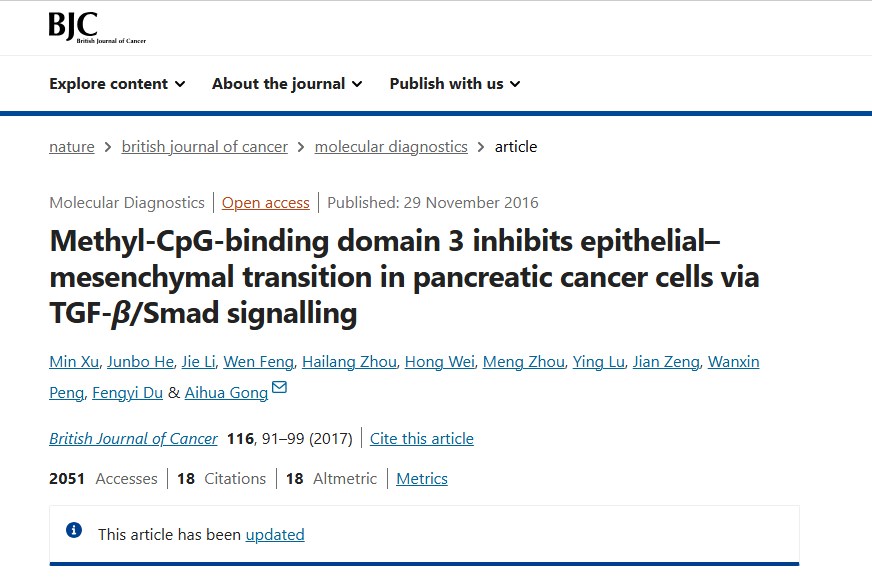 BJC
British Journal of Cancer
Explore content About the journal Publish with us
nature > british journal of cancer > molecular diagnostics > article
Molecular Diagnostics | Open access | Published: 29 November 2016
Methyl-CpG-binding domain 3 inhibits epithelial–
mesenchymal transition in pancreatic cancer cells via
TGF-β/Smad signalling
Min Xu, Junbo He, Jie Li, Wen Feng, Hailang Zhou, Hong Wei, Meng Zhou, Ying Lu, Jian Zeng, Wanxin
Peng, Fengyi Du & Aihua Gong
British Journal of Cancer 116, 91–99 (2017) | Cite this article
2051 Accesses | 18 Citations | 18 Altmetric | Metrics
This article has been updated